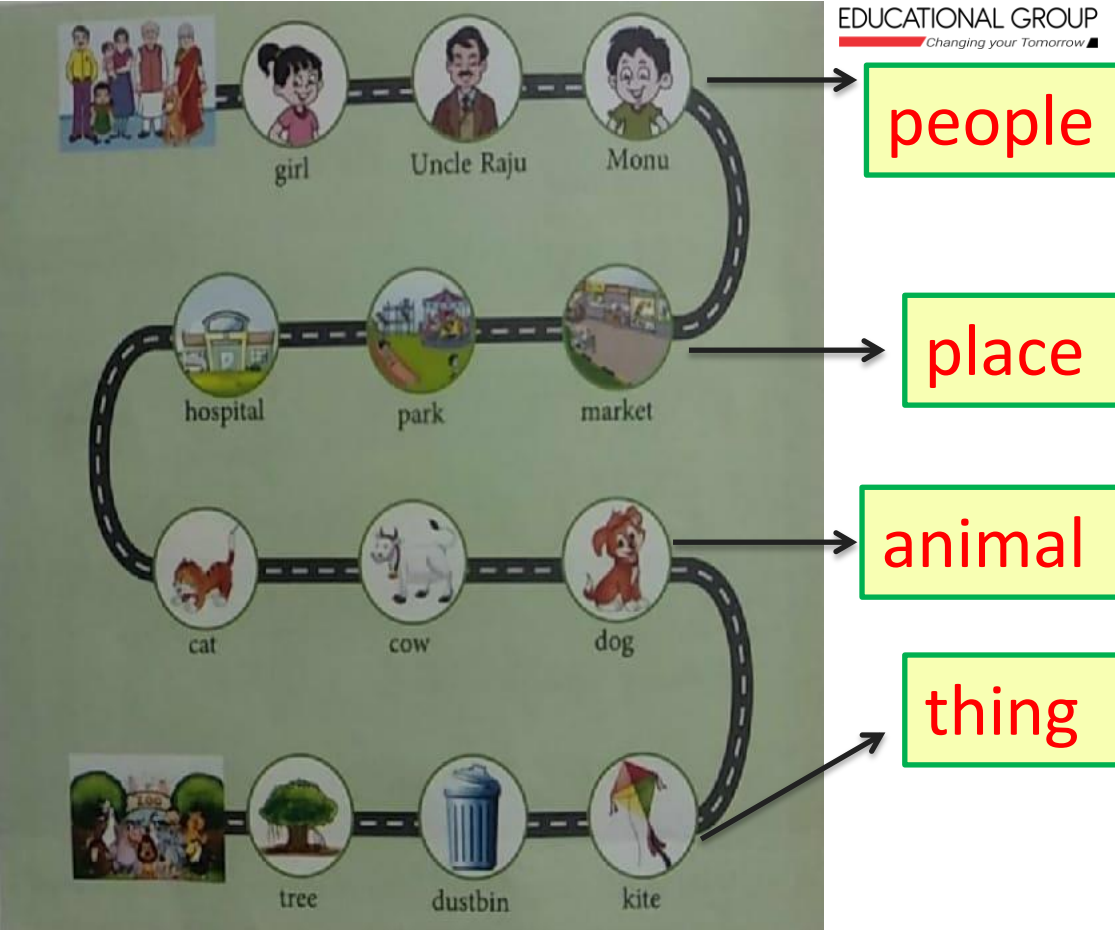 EDUCATIONAL GROUP
Changing your Tomorrow
people
girl
Uncle Raju
Monu
place
hospital
park
market
animal
cat
cow
dog
thing
ZOO
tree
dustbin
kite